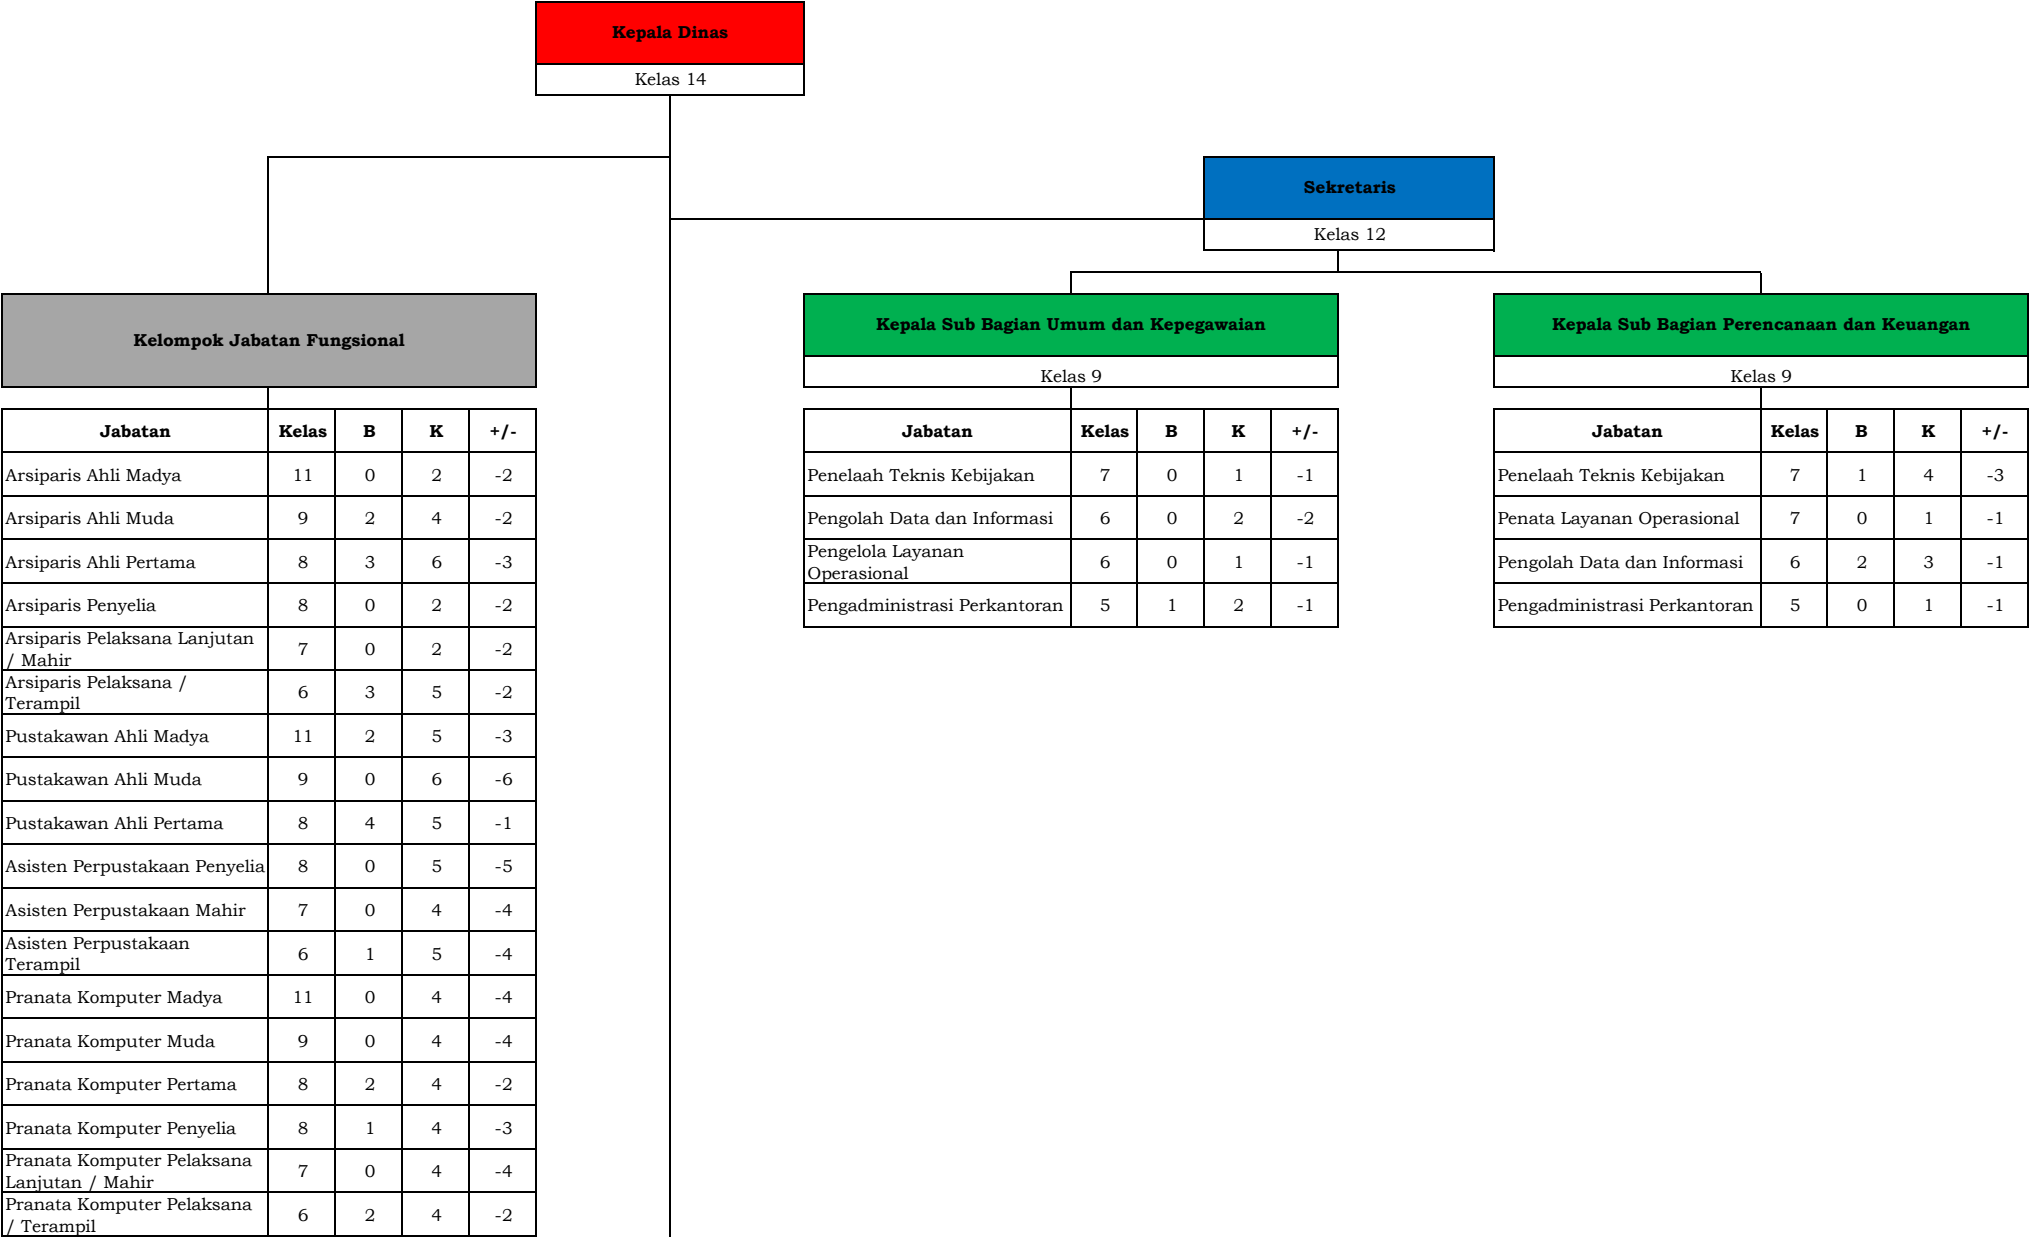 Kepala Dinas
Kelas 14
Sekretaris
Kelas 12
Kelompok Jabatan Fungsional
Kepala Sub Bagian Umum dan Kepegawaian
Kelas 9
Kepala Sub Bagian Perencanaan dan Keuangan
Kelas 9
Jabatan Kelas B K +/-
Arsiparis Ahli Madya 11 0 2 -2
Arsiparis Ahli Muda 9 2 4 -2
Arsiparis Ahli Pertama 8 3 6 -3
Arsiparis Penyelia 8 0 2 -2
Arsiparis Pelaksana Lanjutan
/ Mahir 7 0 2 -2
Arsiparis Pelaksana /
Terampil 6 3 5 -2
Pustakawan Ahli Madya 11 2 5 -3
Pustakawan Ahli Muda 9 0 6 -6
Pustakawan Ahli Pertama 8 4 5 -1
Asisten Perpustakaan Penyelia 8 0 5 -5
Asisten Perpustakaan Mahir 7 0 4 -4
Asisten Perpustakaan
Terampil 6 1 5 -4
Pranata Komputer Madya 11 0 4 -4
Pranata Komputer Muda 9 0 4 -4
Pranata Komputer Pertama 8 2 4 -2
Pranata Komputer Penyelia 8 1 4 -3
Pranata Komputer Pelaksana
Lanjutan / Mahir 7 0 4 -4
Pranata Komputer Pelaksana
/ Terampil 6 2 4 -2
Jabatan Kelas B K +/-
Penelaah Teknis Kebijakan 7 0 1 -1
Pengolah Data dan Informasi 6 0 2 -2
Pengelola Layanan
Operasional 6 0 1 -1
Pengadministrasi Perkantoran 5 1 2 -1
Jabatan Kelas B K +/-
Penelaah Teknis Kebijakan 7 1 4 -3
Penata Layanan Operasional 7 0 1 -1
Pengolah Data dan Informasi 6 2 3 -1
Pengadministrasi Perkantoran 5 0 1 -1